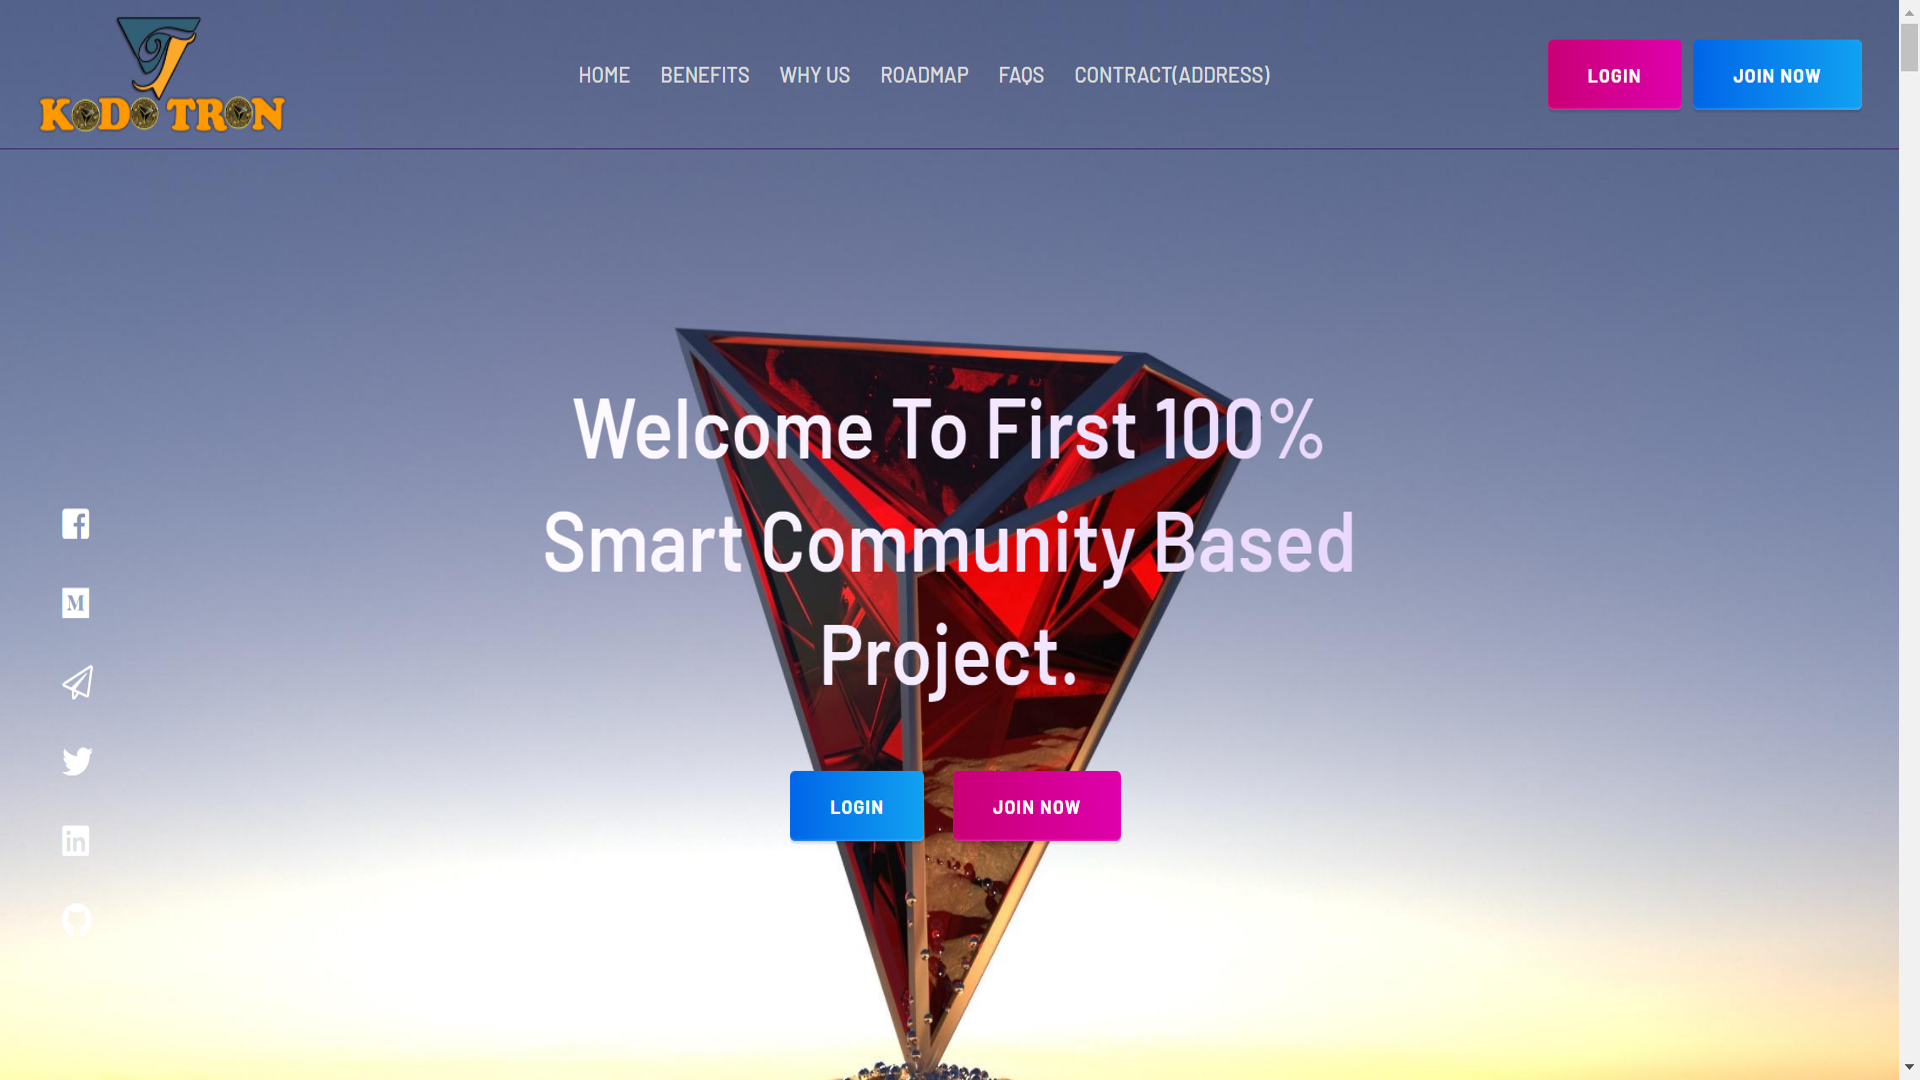 KODO TRON
HOME
BENEFITS
WHY US
ROADMAP
FAQS
CONTRACT(ADDRESS)
LOGIN
JOIN NOW
Welcome To First 100%
Smart Community Based
Project.
LOGIN
JOIN NOW